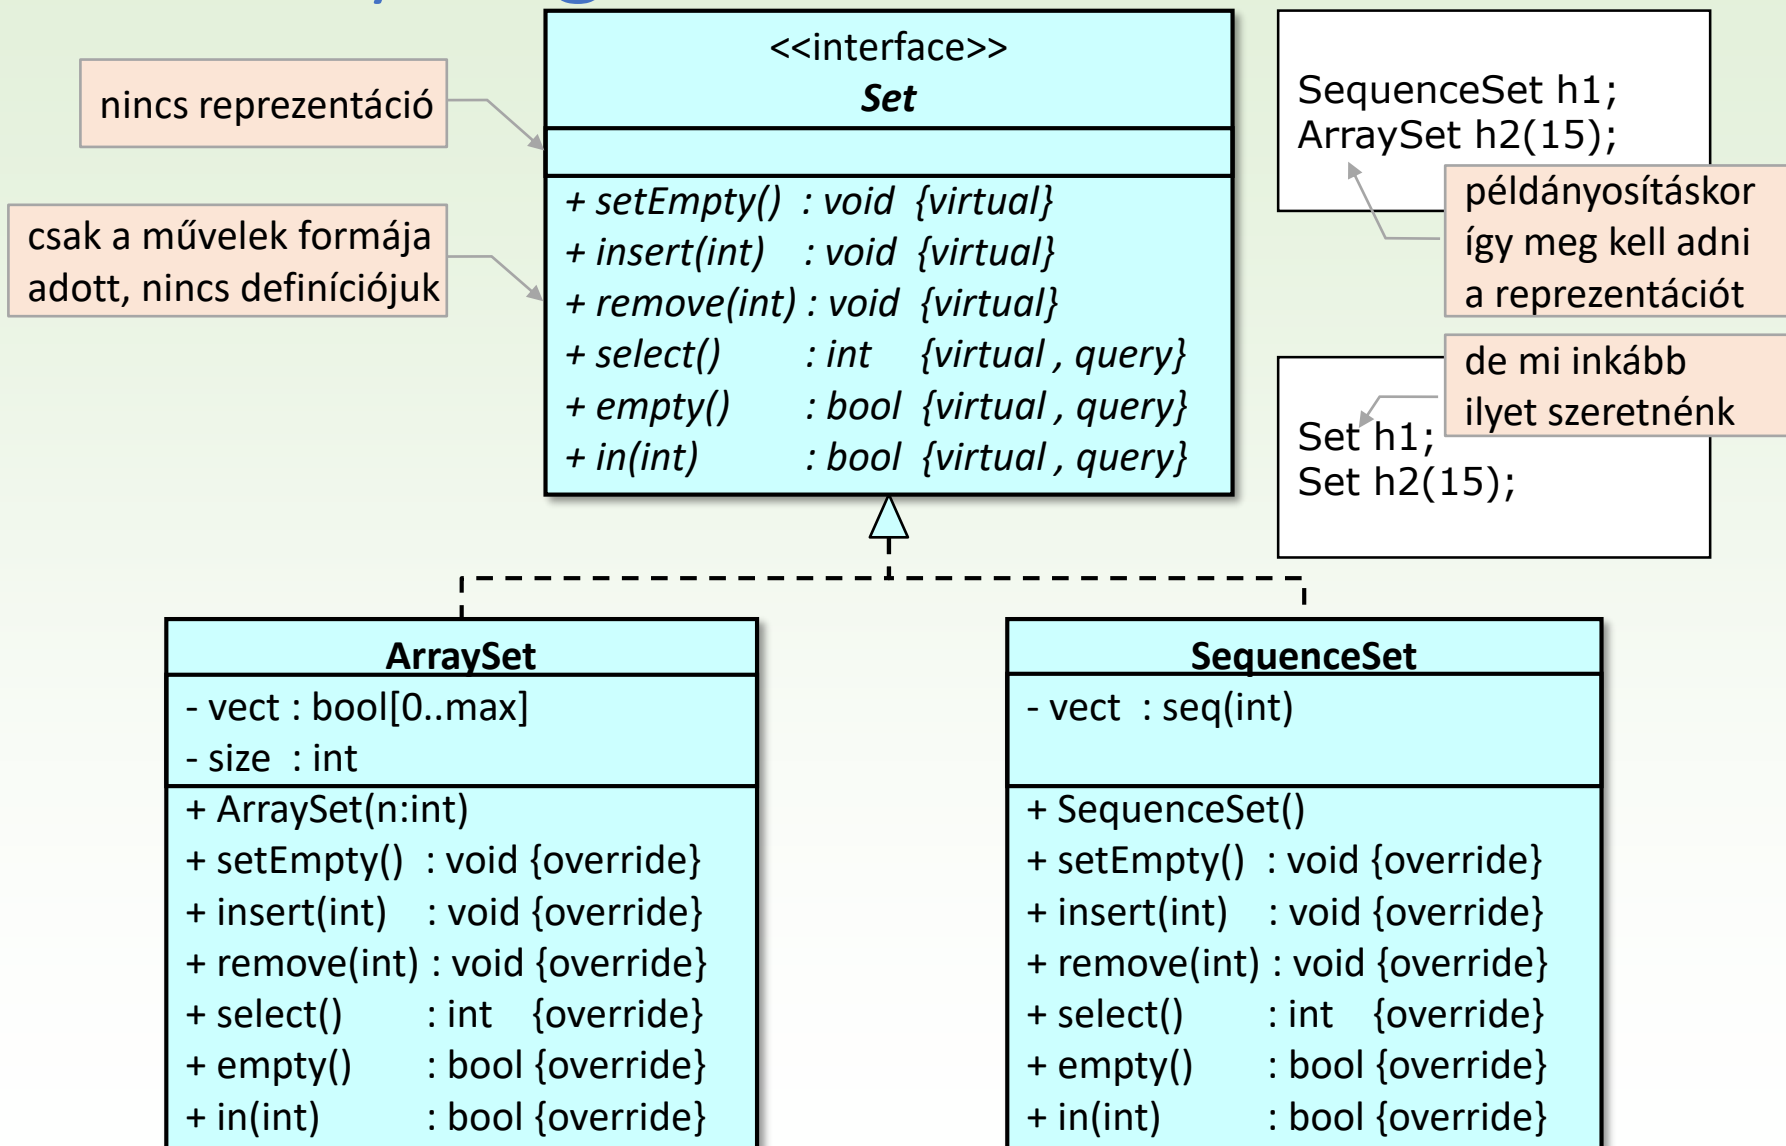 <<interface>>
Set
nincs reprezentáció
csak a művelek formája
adott, nincs definíciójuk
+ setEmpty() : void {virtual}
+ insert(int) : void {virtual}
+ remove(int) : void {virtual}
+ select() : int {virtual , query}
+ empty() : bool {virtual , query}
+ in(int) : bool {virtual , query}
SequenceSet h1;
ArraySet h2(15);
példányosításkor
így meg kell adni
a reprezentációt
de mi inkább
ilyet szeretnénk
Set h1;
Set h2(15);
ArraySet
- vect : bool[0..max]
- size : int
+ ArraySet(n:int)
+ setEmpty() : void {override}
+ insert(int) : void {override}
+ remove(int) : void {override}
+ select() : int {override}
+ empty() : bool {override}
+ in(int) : bool {override}
SequenceSet
- vect : seq(int)
+ SequenceSet()
+ setEmpty() : void {override}
+ insert(int) : void {override}
+ remove(int) : void {override}
+ select() : int {override}
+ empty() : bool {override}
+ in(int) : bool {override}